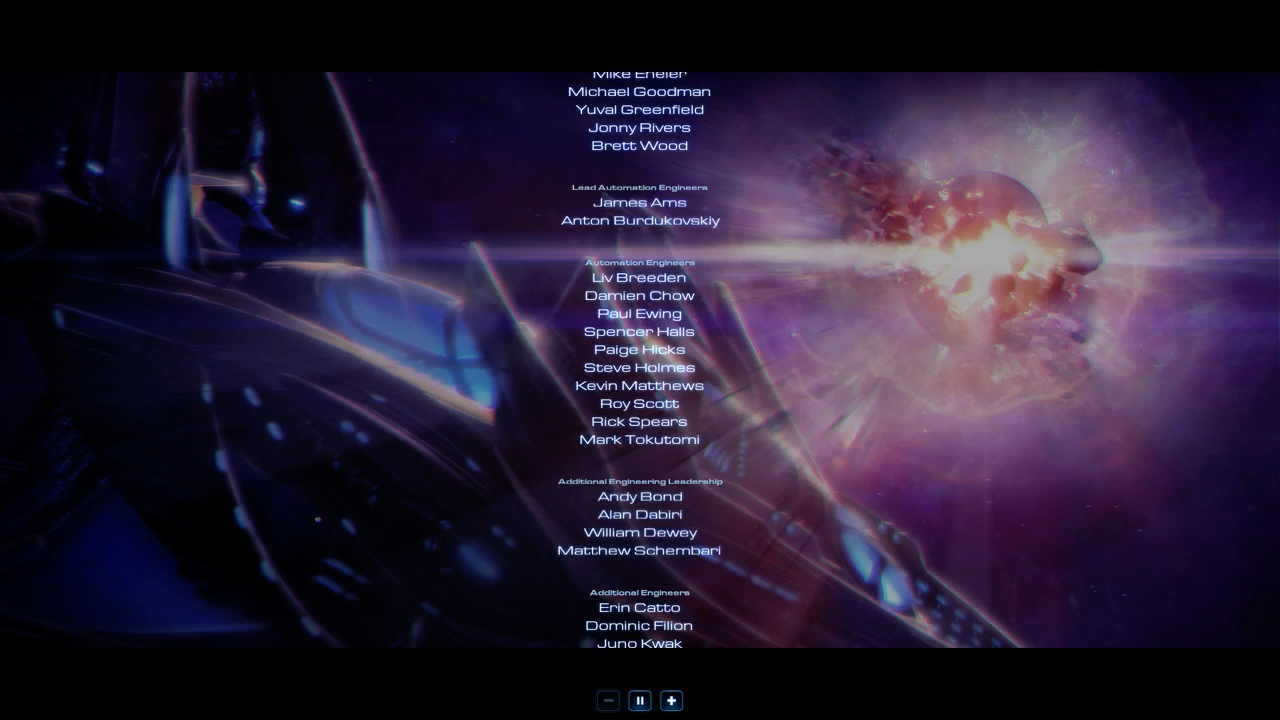 Michael Goodman
Yuval Greenfield
Jonny Rivers
Brett Wood
Lead Automation Engineers
James Ams
Anton Burdukovskiy
Automation Engineers
Liv Breeden
Damien Chow
Paul Ewing
Spencer Halls
Paige Hicks
Steve Holmes
Kevin Matthews
Roy Scott
Rick Spears
Mark Tokutomi
Additional Engineering Leadership
Andy Bond
Alan Dabiri
William Dewey
Matthew Schembari
Additional Engineers
Erin Catto
Dominic Filion
Juno Kwak